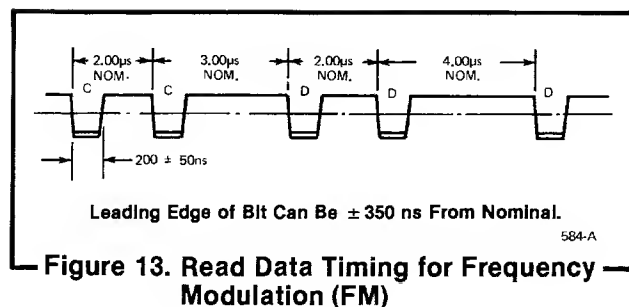 2.00µs 3.00µs 2.00µs 4.00µs
NOM. NOM. NOM. NOM.
C C D D D
200 ± 50ns
Leading Edge of Bit Can Be ± 350 ns From Nominal.
584-A
Figure 13. Read Data Timing for Frequency
Modulation (FM)